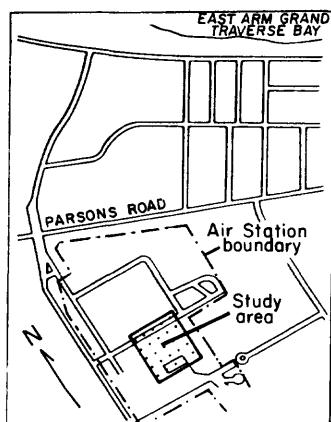 EAST ARM GRAND
TRAVERSE BAY
PARSONS ROAD
Air Station
boundary
Study
area
N